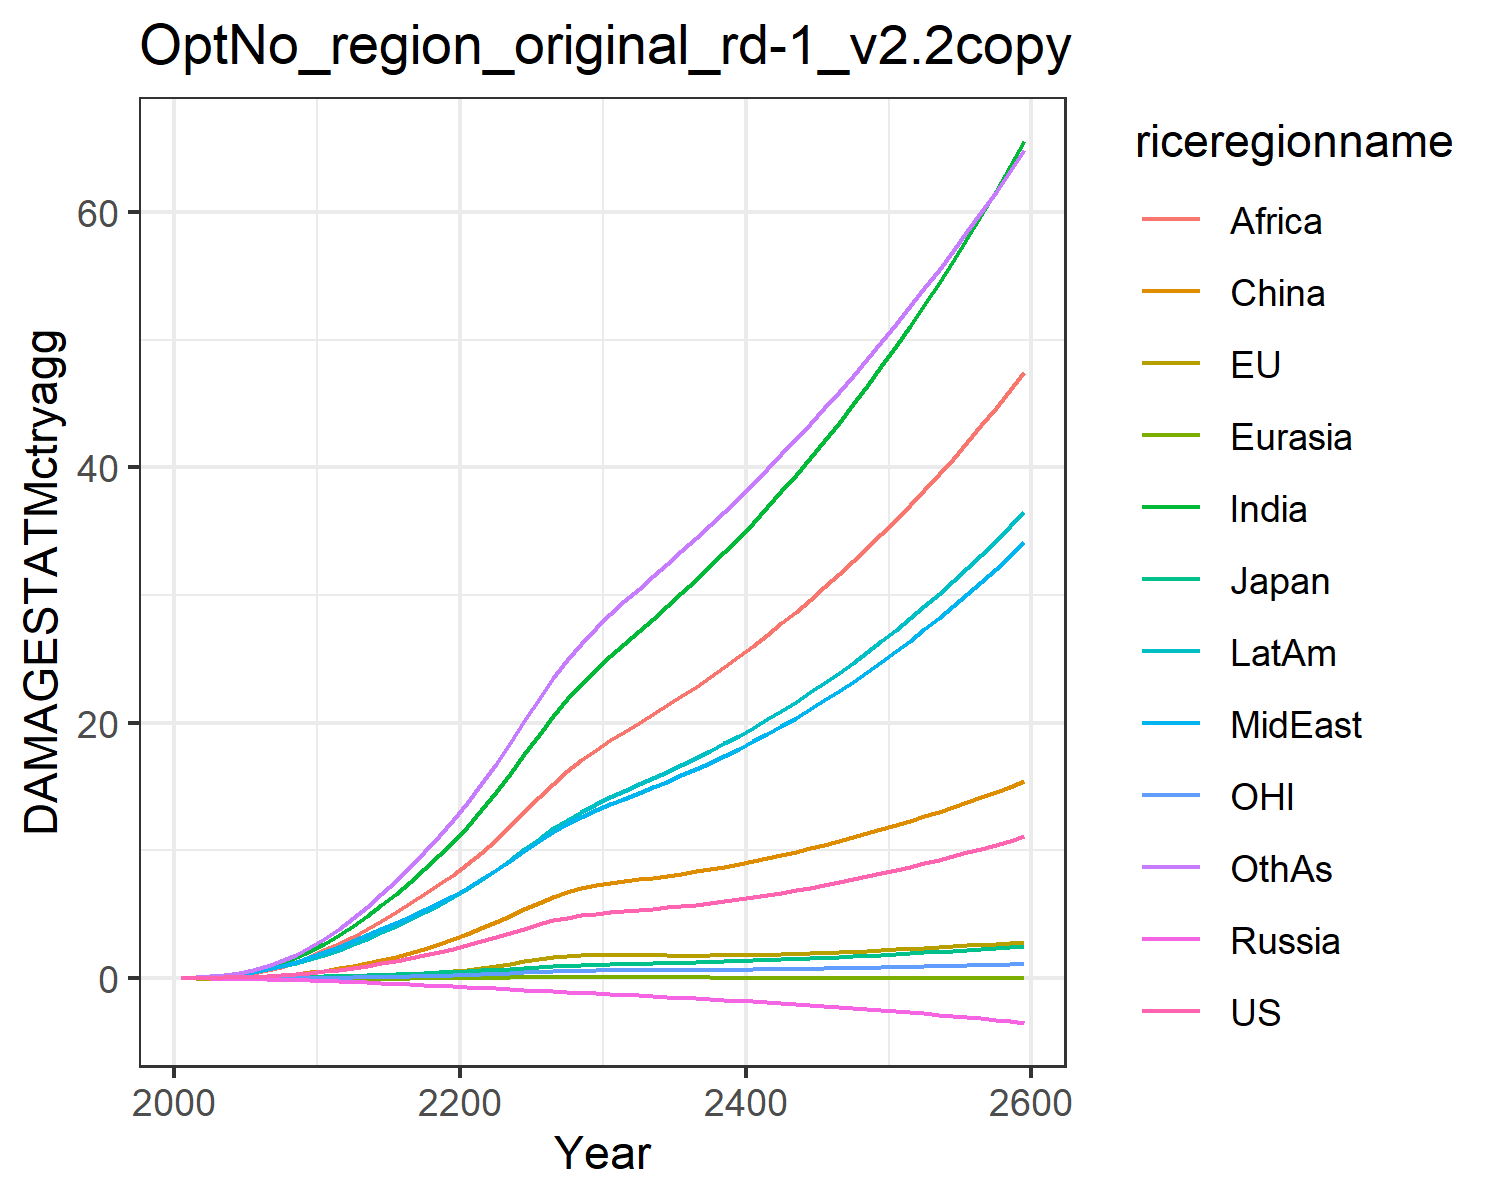 OptNo_region_original_rd-1_v2.2copy
DAMAGESTATMctryagg
60
40
20
0
2000
2200
2400
2600
Year
riceregionname
Africa
China
EU
Eurasia
India
Japan
LatAm
MidEast
OHI
OthAs
Russia
US